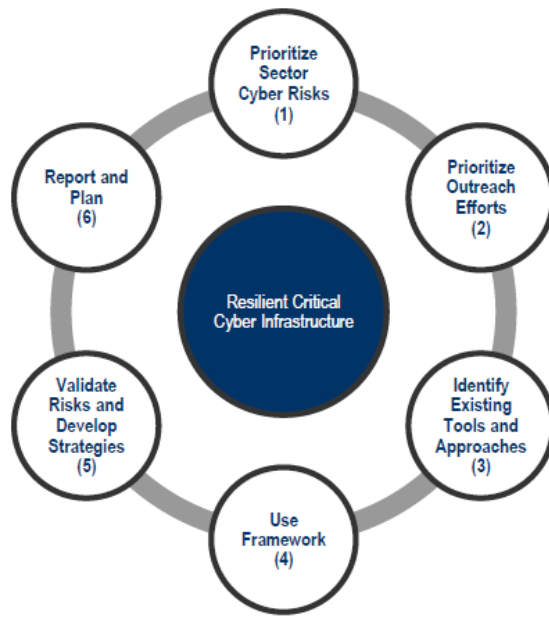 Prioritize
Sector
Cyber Risks
(1)
Prioritize
Outreach
Efforts
(2)
Identify
Existing
Tools and
Approaches
(3)
Use
Framework
(4)
Validate
Risks and
Develop
Strategies
(5)
Report and
Plan
(6)
Resilient Critical
Cyber Infrastructure